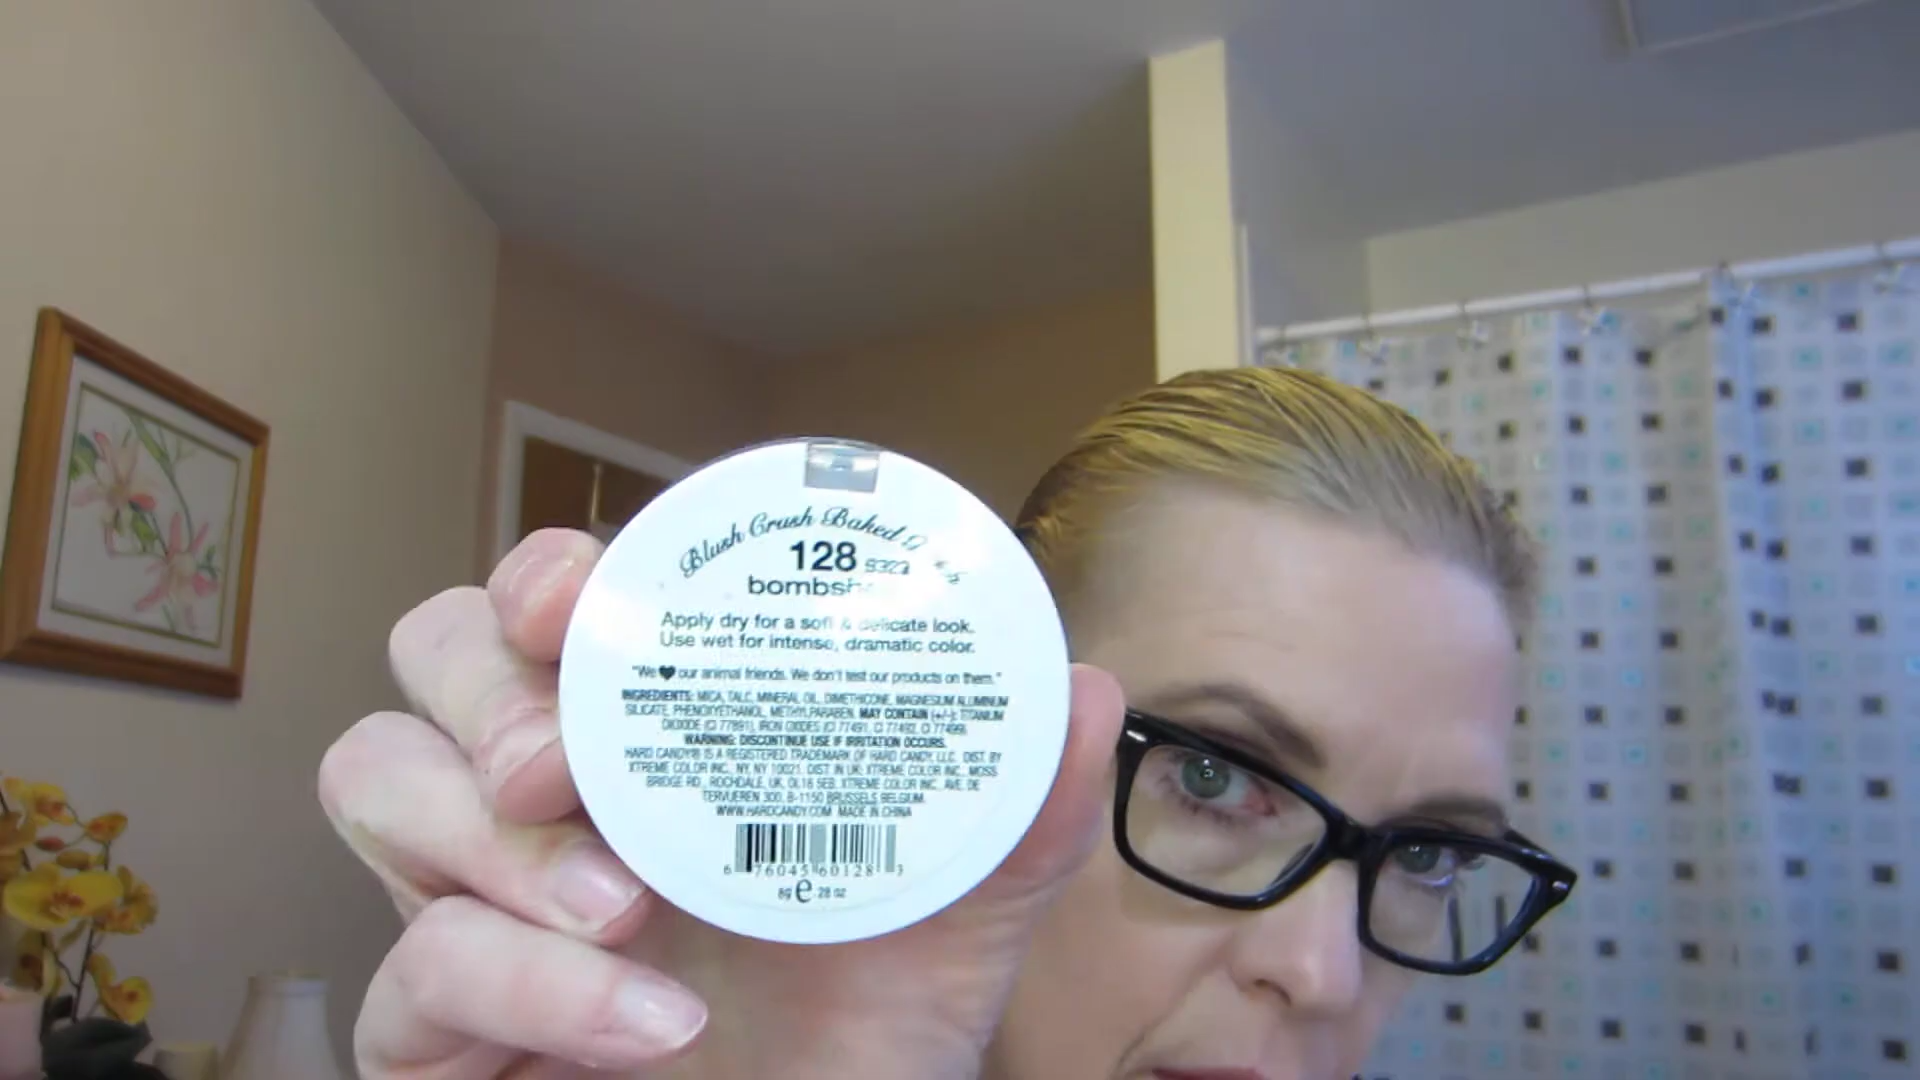 Blush Crush Baked
128
Apply dry for a soft & delicate look.
Use wet for intense, dramatic color.
"We ♥ our animal friends. We don't test our products on them."
INGREDIENTS: MICA, TALC, MINERAL OIL, DIMETHICONE, MAGNESIUM ALUMINUM
SILICATE, PHENOXYETHANOL, METHYLPARABEN. MAY CONTAIN (+/-): TITANIUM
DIOXIDE (CI 77891), IRON OXIDES (CI 77491, CI 77492, CI 77499).
WARNING: DISCONTINUE USE IF IRRITATION OCCURS.
HARD CANDY® IS A REGISTERED TRADEMARK OF HARD CANDY, LLC. DIST. BY
XTREME COLOR INC., NY, NY 10021. DIST. IN UK: XTREME COLOR INC., MOSS
BRIDGE RD., ROCHDALE, UK, OL16 5EB. XTREME COLOR INC., AVE. DE
TERVUEREN 300, B-1150 BRUSSELS BELGIUM.
WWW.HARDCANDY.COM MADE IN CHINA
6 76045 60128 3
8g e .28 oz